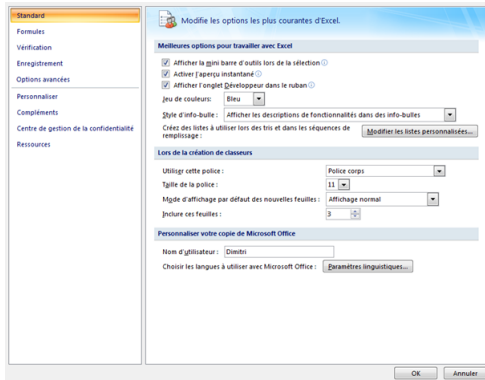 Standard
Formules
Vérification
Enregistrement
Options avancées
Personnaliser
Compléments
Centre de gestion de la confidentialité
Ressources
Modifie les options les plus courantes d'Excel.
Meilleures options pour travailler avec Excel
Afficher la mini barre d'outils lors de la sélection
Activer l'aperçu instantané
Afficher l'onglet Développeur dans le ruban
Jeu de couleurs: Bleu
Style d'info-bulle : Afficher les descriptions de fonctionnalités dans des info-bulles
Créez des listes à utiliser lors des tris et dans les séquences de
remplissage : Modifier les listes personnalisées...
Lors de la création de classeurs
Utiliser cette police : Police corps
Taille de la police : 11
Mode d'affichage par défaut des nouvelles feuilles : Affichage normal
Inclure ces feuilles : 3
Personnaliser votre copie de Microsoft Office
Nom d'utilisateur : Dimitri
Choisir les langues à utiliser avec Microsoft Office : Paramètres linguistiques...
OK Annuler